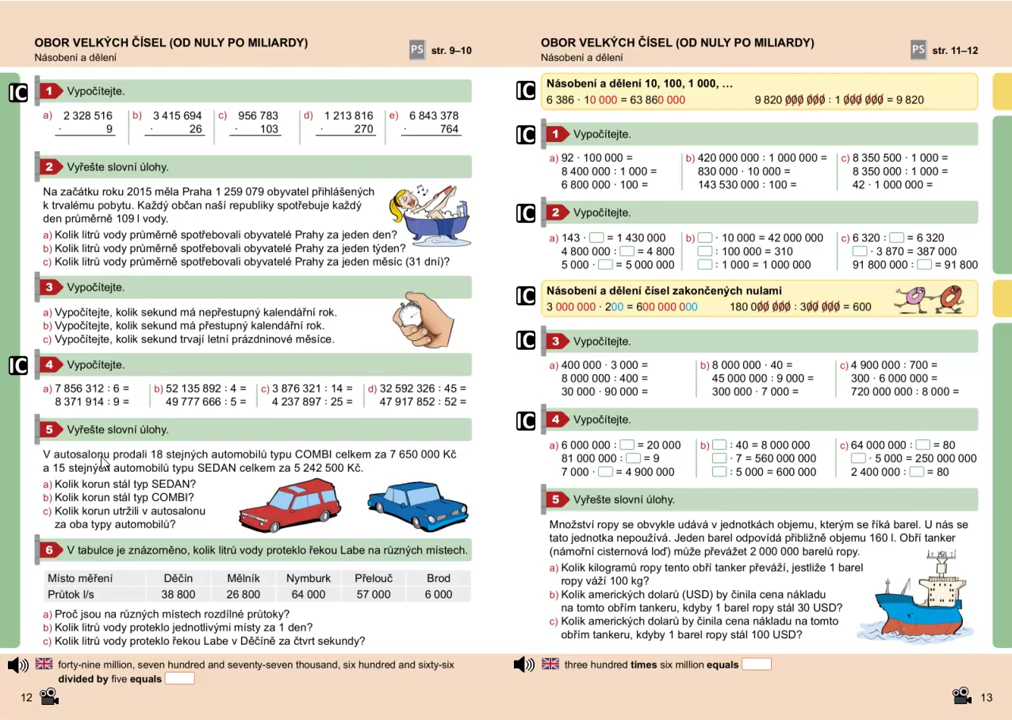 OBOR VELKÝCH ČÍSEL (OD NULY PO MILIARDY)
Násobení a dělení
PS str. 9–10
IC
1 Vypočítejte.
a) 2 328 516 · 9
b) 3 415 694 · 26
c) 956 783 · 103
d) 1 213 816 · 270
e) 6 843 378 · 764
2 Vyřešte slovní úlohy.
Na začátku roku 2015 měla Praha 1 259 079 obyvatel přihlášených
k trvalému pobytu. Každý občan naší republiky spotřebuje každý
den průměrně 109 l vody.
a) Kolik litrů vody průměrně spotřebovali obyvatelé Prahy za jeden den?
b) Kolik litrů vody průměrně spotřebovali obyvatelé Prahy za jeden týden?
c) Kolik litrů vody průměrně spotřebovali obyvatelé Prahy za jeden měsíc (31 dní)?
3 Vypočítejte.
a) Vypočítejte, kolik sekund má nepřestupný kalendářní rok.
b) Vypočítejte, kolik sekund má přestupný kalendářní rok.
c) Vypočítejte, kolik sekund trvají letní prázdninové měsíce.
IC
4 Vypočítejte.
a) 7 856 312 : 6 =
8 371 914 : 9 =
b) 52 135 892 : 4 =
49 777 666 : 5 =
c) 3 876 321 : 14 =
4 237 897 : 25 =
d) 32 592 326 : 45 =
47 917 852 : 52 =
5 Vyřešte slovní úlohy.
V autosalonu prodali 18 stejných automobilů typu COMBI celkem za 7 650 000 Kč
a 15 stejných automobilů typu SEDAN celkem za 5 242 500 Kč.
a) Kolik korun stál typ SEDAN?
b) Kolik korun stál typ COMBI?
c) Kolik korun utržili v autosalonu
za oba typy automobilů?
6 V tabulce je znázorněno, kolik litrů vody proteklo řekou Labe na různých místech.
Místo měření Děčín Mělník Nymburk Přelouč Brod
Průtok l/s 38 800 26 800 64 000 57 000 6 000
a) Proč jsou na různých místech rozdílné průtoky?
b) Kolik litrů vody proteklo jednotlivými místy za 1 den?
c) Kolik litrů vody proteklo řekou Labe v Děčíně za čtvrt sekundy?
forty-nine million, seven hundred and seventy-seven thousand, six hundred and sixty-six
divided by five equals
12
OBOR VELKÝCH ČÍSEL (OD NULY PO MILIARDY)
Násobení a dělení
PS str. 11–12
IC
Násobení a dělení 10, 100, 1 000, …
6 386 · 10 000 = 63 860 000 9 820 000 000 : 1 000 000 = 9 820
IC
1 Vypočítejte.
a) 92 · 100 000 =
8 400 000 : 1 000 =
6 800 000 · 100 =
b) 420 000 000 : 1 000 000 =
830 000 · 10 000 =
143 530 000 : 100 =
c) 8 350 500 · 1 000 =
8 350 000 : 1 000 =
42 · 1 000 000 =
IC
2 Vypočítejte.
a) 143 · = 1 430 000
4 800 000 : = 4 800
5 000 · = 5 000 000
b) · 10 000 = 42 000 000
: 100 000 = 310
: 1 000 = 1 000 000
c) 6 320 : = 6 320
· 3 870 = 387 000
91 800 000 : = 91 800
IC
Násobení a dělení čísel zakončených nulami
3 000 000 · 200 = 600 000 000 180 000 000 : 300 000 = 600
IC
3 Vypočítejte.
a) 400 000 · 3 000 =
8 000 000 : 400 =
30 000 · 90 000 =
b) 8 000 000 · 40 =
45 000 000 : 9 000 =
300 000 · 7 000 =
c) 4 900 000 : 700 =
300 · 6 000 000 =
720 000 000 : 8 000 =
IC
4 Vypočítejte.
a) 6 000 000 : = 20 000
81 000 000 : = 9
7 000 · = 4 900 000
b) : 40 = 8 000 000
· 7 = 560 000 000
: 5 000 = 600 000
c) 64 000 000 : = 80
· 5 000 = 250 000 000
2 400 000 : = 80
5 Vyřešte slovní úlohy.
Množství ropy se obvykle udává v jednotkách objemu, kterým se říká barel. U nás se
tato jednotka nepoužívá. Jeden barel odpovídá přibližně objemu 160 l. Obří tanker
(námořní cisternová loď) může převážet 2 000 000 barelů ropy.
a) Kolik kilogramů ropy tento obří tanker převáží, jestliže 1 barel
ropy váží 100 kg?
b) Kolik amerických dolarů (USD) by činila cena nákladu
na tomto obřím tankeru, kdyby 1 barel ropy stál 30 USD?
c) Kolik amerických dolarů by činila cena nákladu na tomto
obřím tankeru, kdyby 1 barel ropy stál 100 USD?
three hundred times six million equals
13